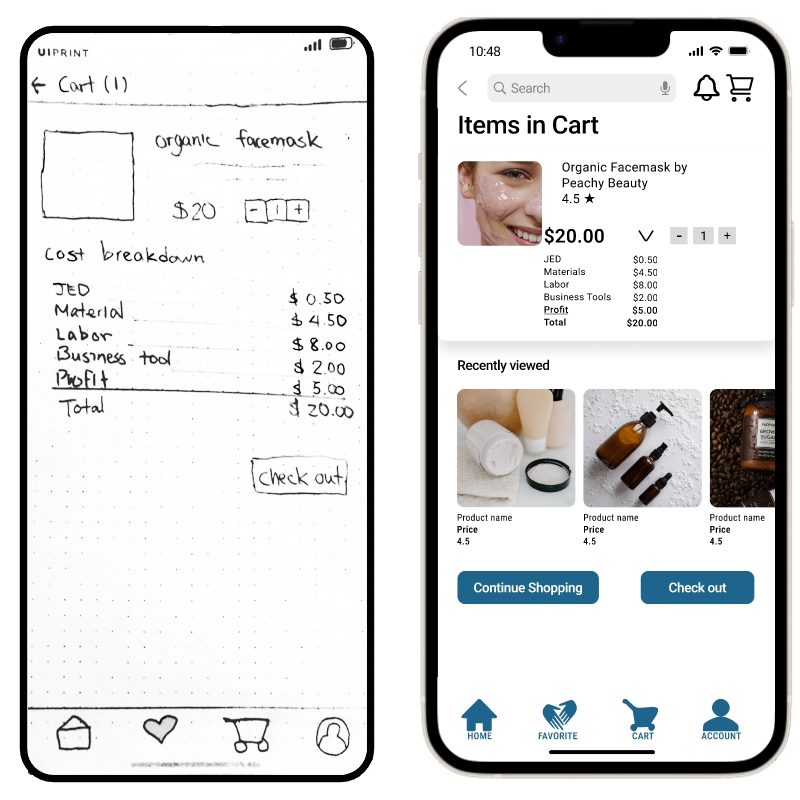 UIPRINT
← Cart (1)
organic facemask
$20 - 1 +
cost breakdown
JED $ 0.50
Material $ 4.50
Labor $ 8.00
Business tool $ 2.00
Profit $ 5.00
Total $ 20.00
check out
10:48
Search
Items in Cart
Organic Facemask by
Peachy Beauty
4.5 ★
$20.00 - 1 +
JED $0.50
Materials $4.50
Labor $8.00
Business Tools $2.00
Profit $5.00
Total $20.00
Recently viewed
BROWN
SUGAR
Product name Product name Product name
Price Price Price
4.5 4.5 4.5
Continue Shopping Check out
HOME FAVORITE CART ACCOUNT